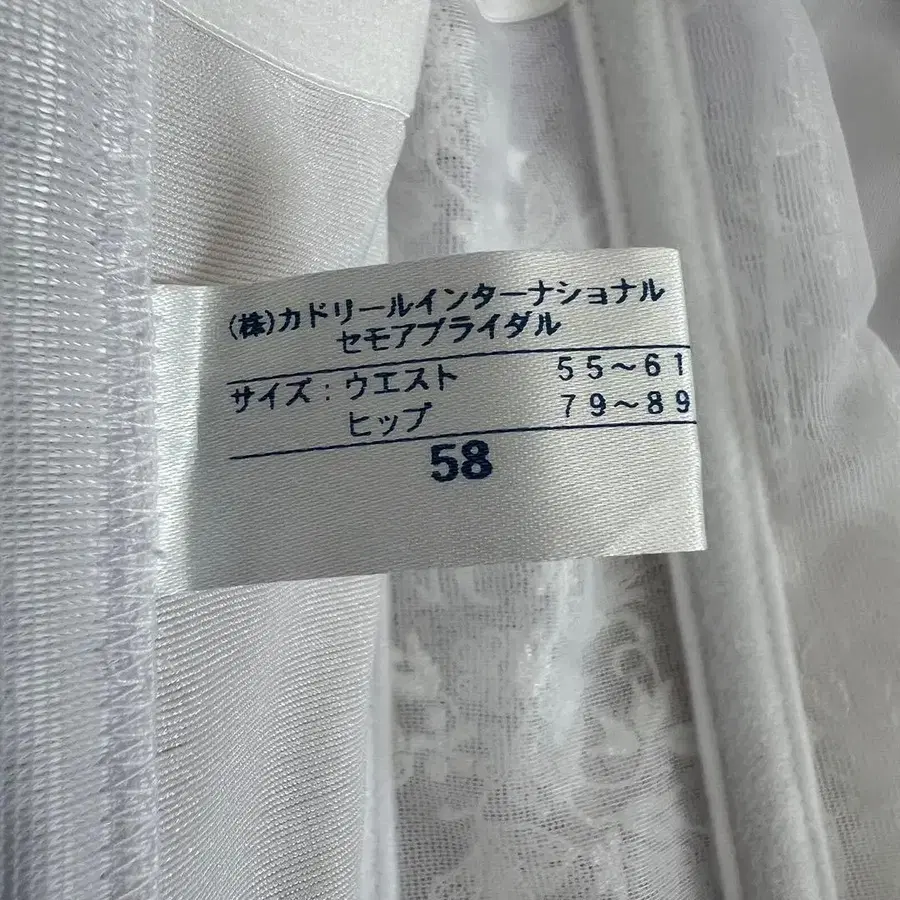 (株)カドリールインターナショナル
セモアブライダル
サイズ:ウエスト 55〜61
ヒップ 79〜89
58